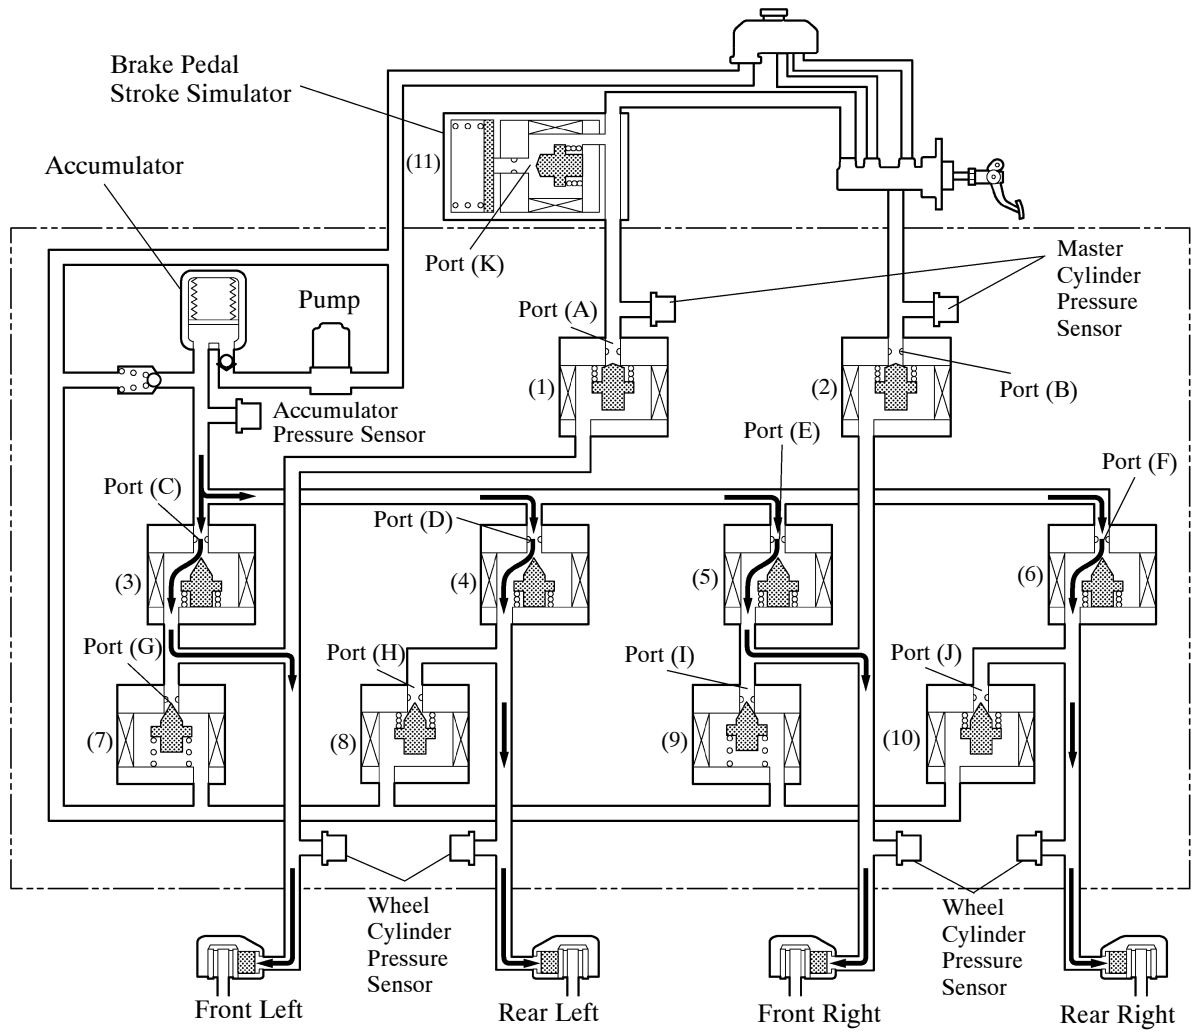 Brake Pedal
Stroke Simulator
Accumulator
(11)
Port (K)
Master
Cylinder
Pressure
Sensor
Pump
Port (A)
(1)
(2)
Port (B)
Accumulator
Pressure Sensor
Port (E)
Port (F)
Port (C)
Port (D)
(3)
(4)
(5)
(6)
Port (G)
Port (H)
Port (I)
Port (J)
(7)
(8)
(9)
(10)
Wheel
Cylinder
Pressure
Sensor
Wheel
Cylinder
Pressure
Sensor
Front Left
Rear Left
Front Right
Rear Right